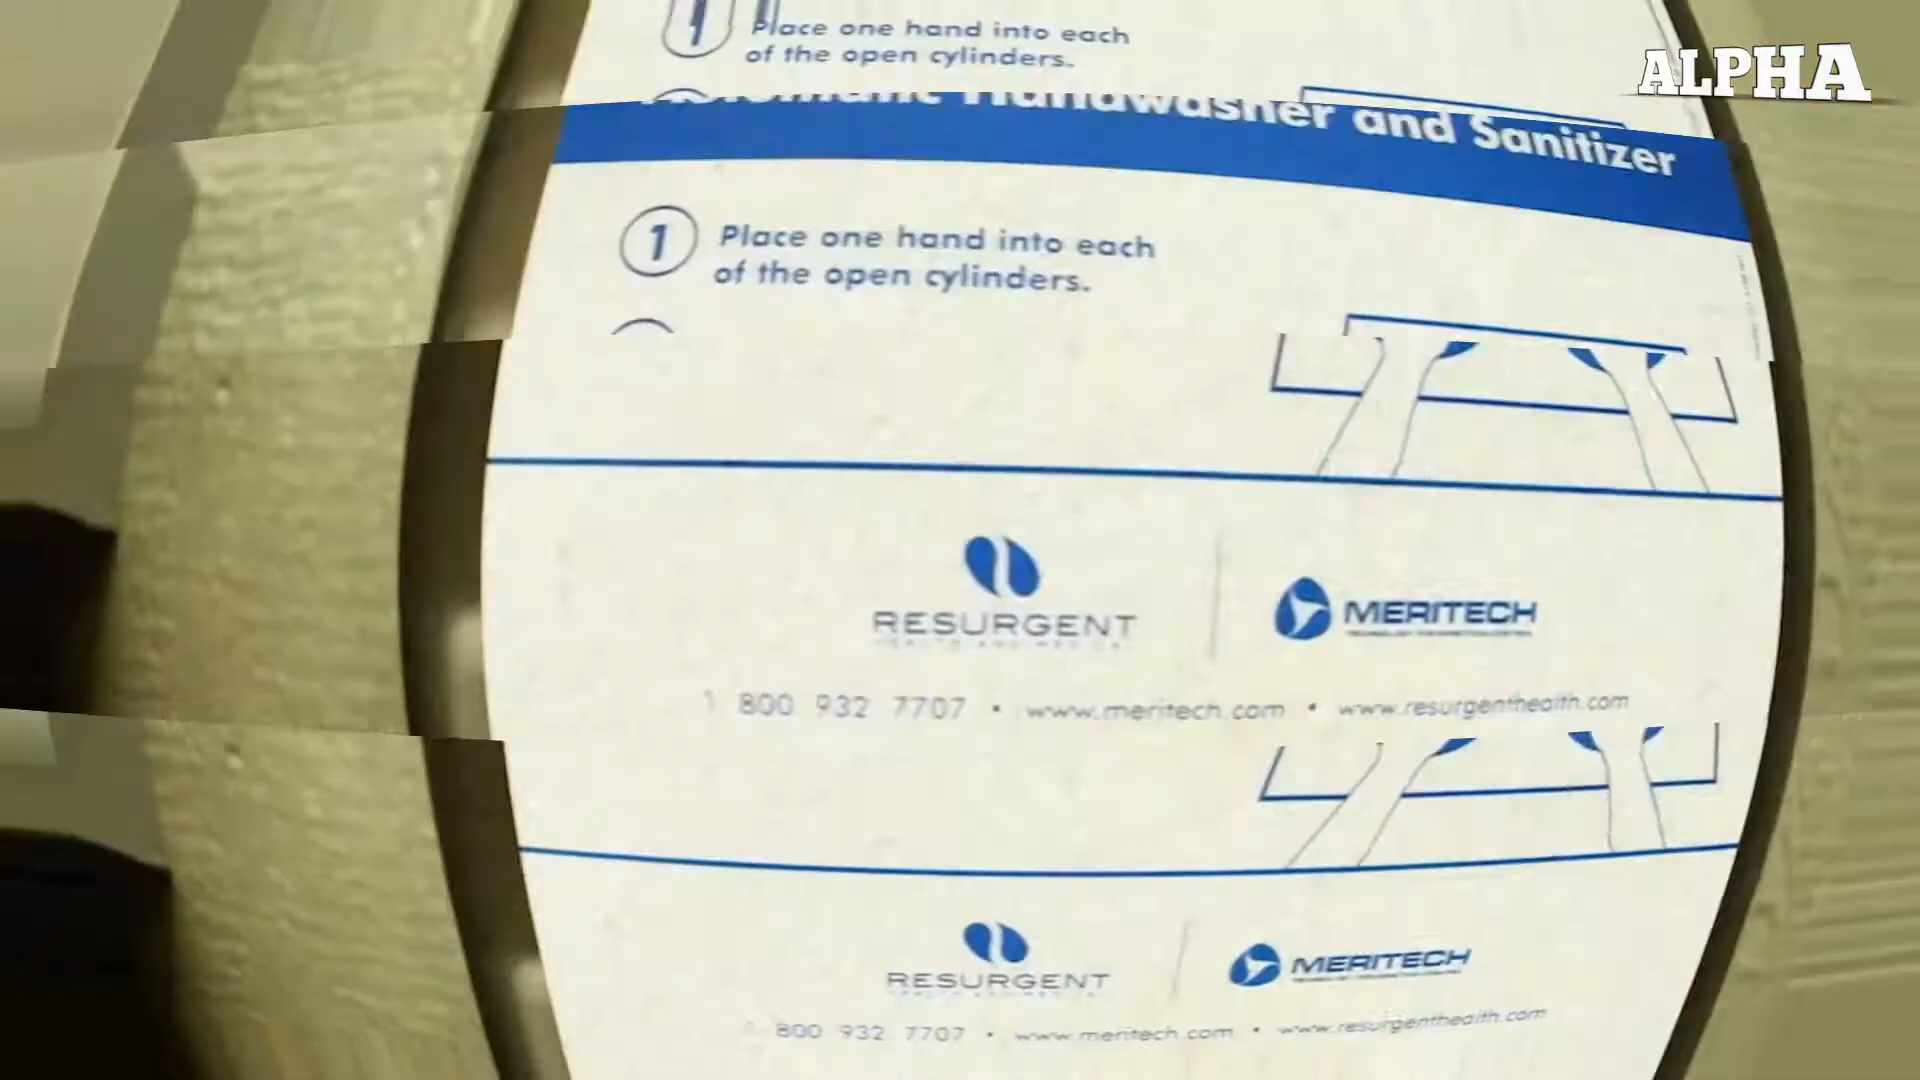 ALPHA
Place one hand into each
of the open cylinders.
Handwasher and Sanitizer
1 Place one hand into each
of the open cylinders.
RESURGENT
MERITECH
1 800 932 7707 • www.meritech.com • www.resurgenthealth.com
RESURGENT
MERITECH
800 932 7707 • www.meritech.com • www.resurgenthealth.com